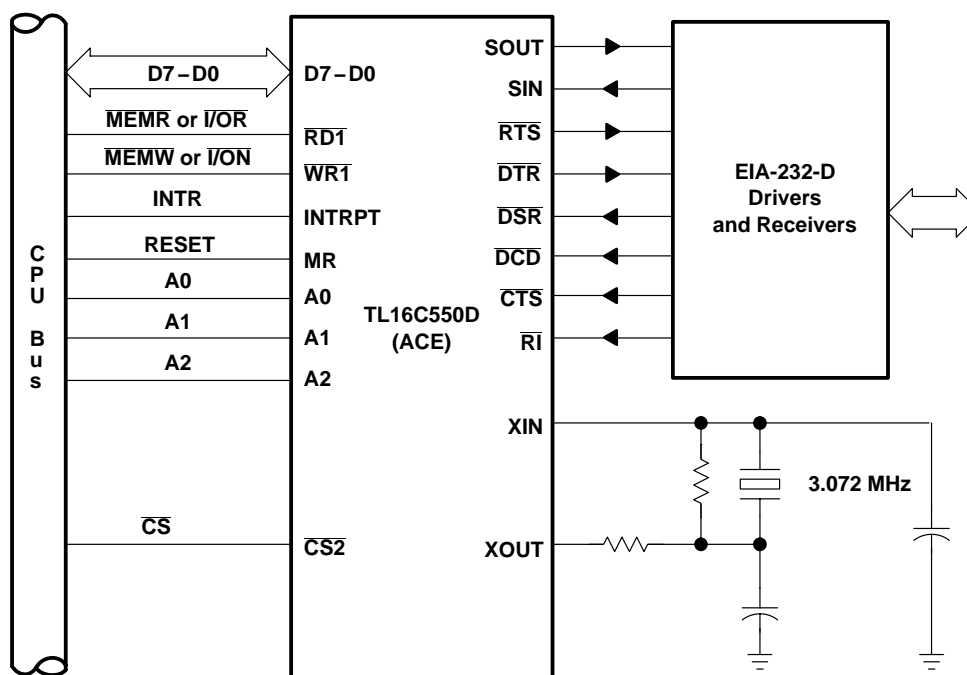 CPU Bus
D7–D0
MEMR or I/OR
MEMW or I/ON
INTR
RESET
A0
A1
A2
CS
D7–D0
RD1
WR1
INTRPT
MR
A0
A1
A2
CS2
TL16C550D
(ACE)
SOUT
SIN
RTS
DTR
DSR
DCD
CTS
RI
XIN
XOUT
EIA-232-D
Drivers
and Receivers
3.072 MHz